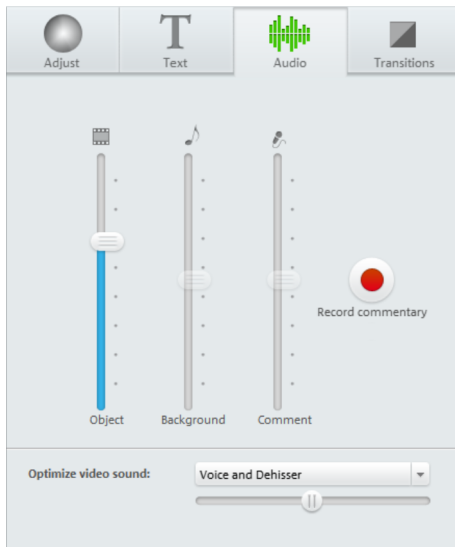 Adjust
T
Text
Audio
Transitions
Record commentary
Object
Background
Comment
Optimize video sound:
Voice and Dehisser